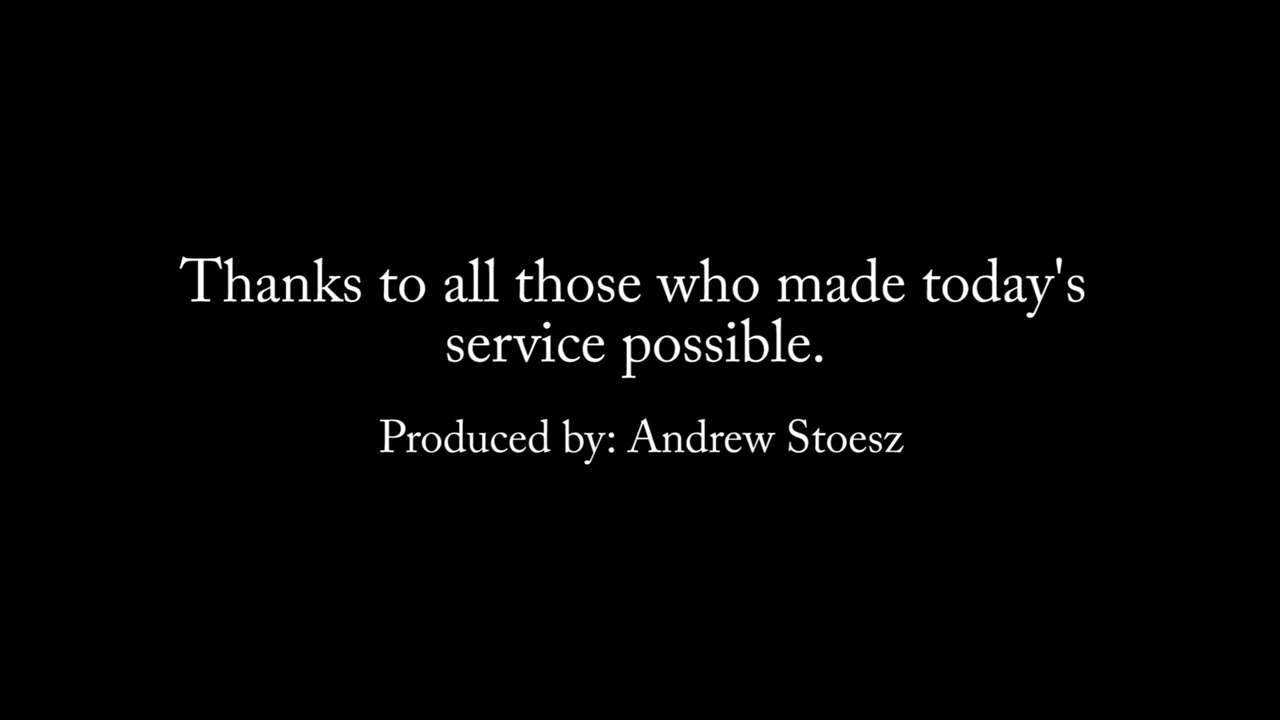 Thanks to all those who made today's
service possible.
Produced by: Andrew Stoesz